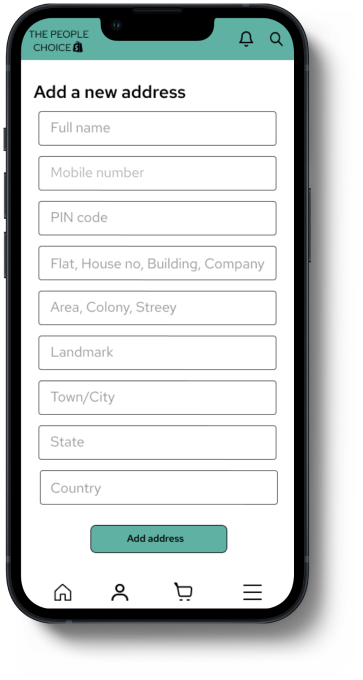 THE PEOPLE
CHOICE
Add a new address
Full name
Mobile number
PIN code
Flat, House no, Building, Company
Area, Colony, Streey
Landmark
Town/City
State
Country
Add address